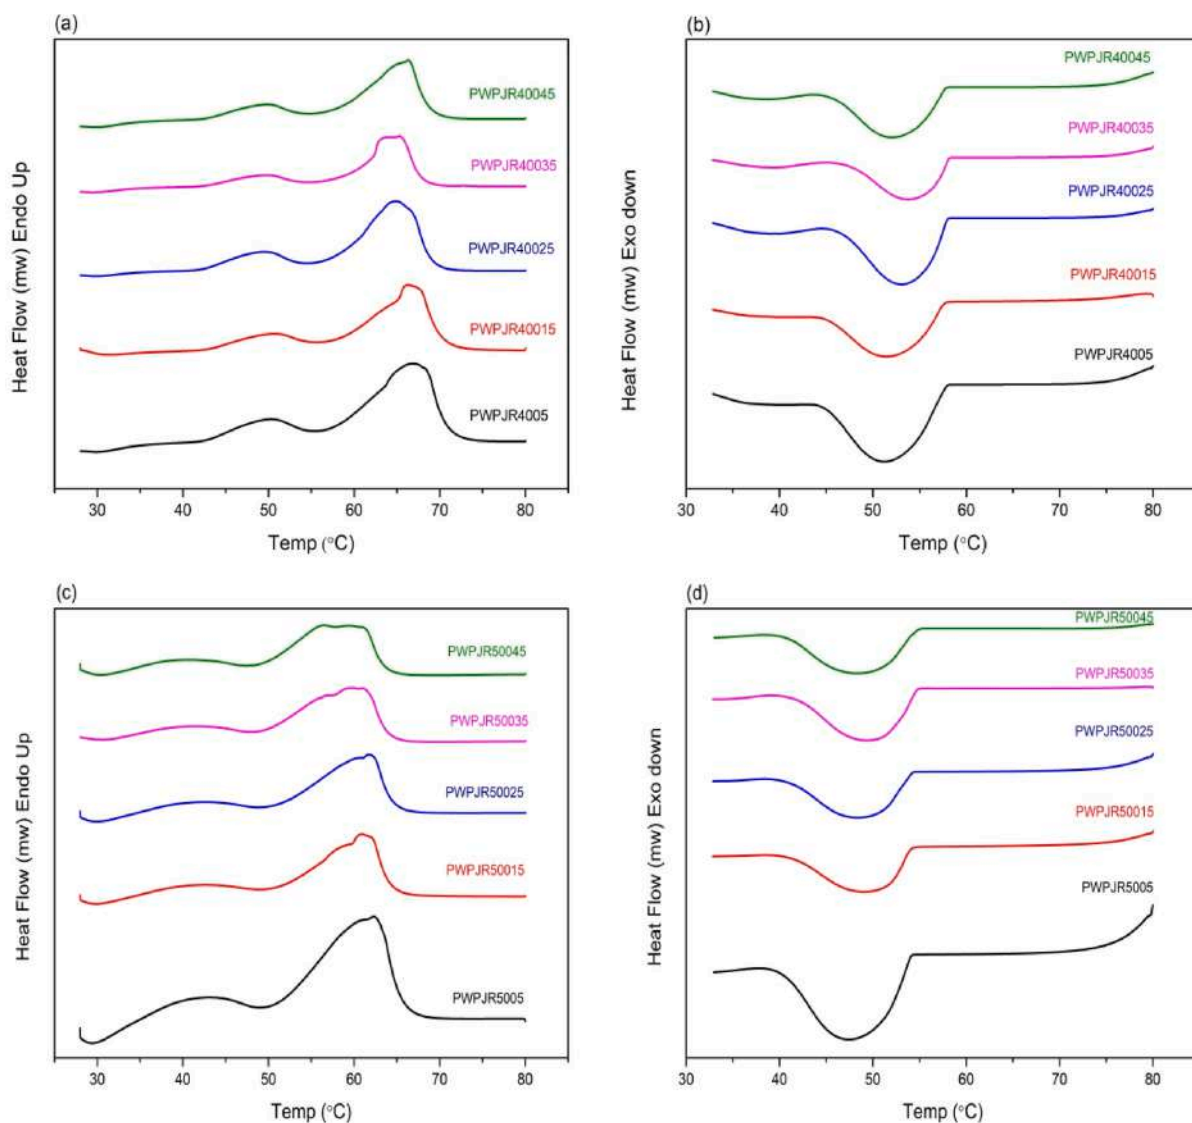 (a)
Heat Flow (mw) Endo Up
PWPJR40045
PWPJR40035
PWPJR40025
PWPJR40015
PWPJR4005
30 40 50 60 70 80
Temp (°C)
(b)
Heat Flow (mw) Exo down
PWPJR40045
PWPJR40035
PWPJR40025
PWPJR40015
PWPJR4005
30 40 50 60 70 80
Temp (°C)
(c)
Heat Flow (mw) Endo Up
PWPJR50045
PWPJR50035
PWPJR50025
PWPJR50015
PWPJR5005
30 40 50 60 70 80
Temp (°C)
(d)
Heat Flow (mw) Exo down
PWPJR50045
PWPJR50035
PWPJR50025
PWPJR50015
PWPJR5005
30 40 50 60 70 80
Temp (°C)